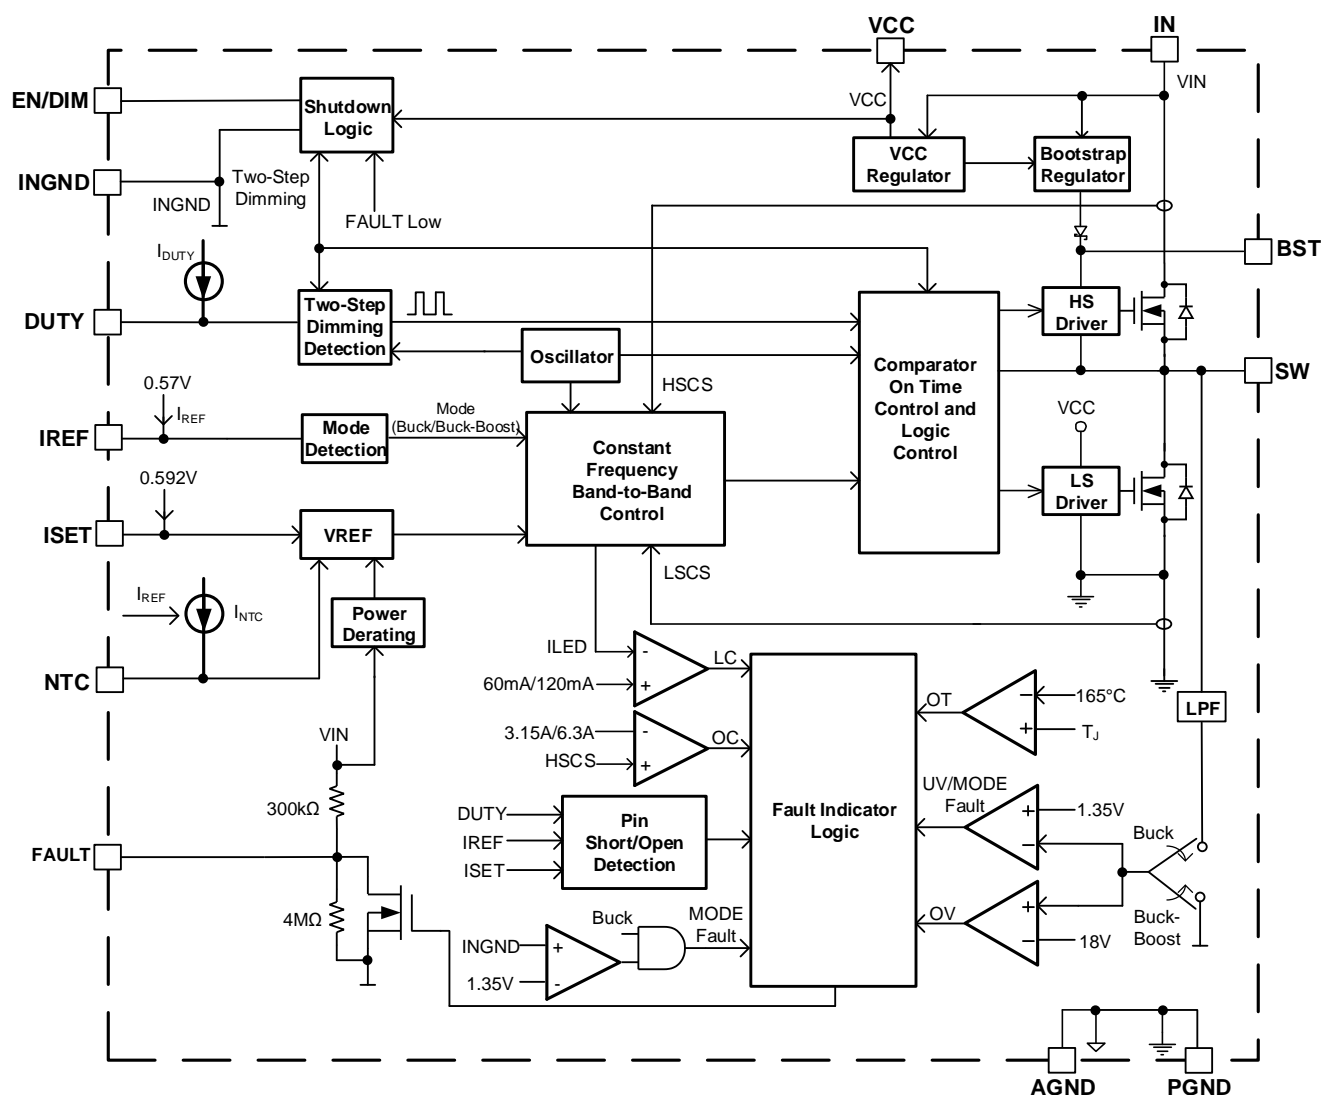 VCC
IN
VIN
EN/DIM
Shutdown
Logic
VCC
VCC
Regulator
Bootstrap
Regulator
INGND
INGND
Two-Step
Dimming
FAULT Low
BST
IDUTY
DUTY
Two-Step
Dimming
Detection
Oscillator
HS
Driver
Comparator
On Time
Control and
Logic
Control
SW
0.57V
IREF
IREF
Mode
Detection
Mode
(Buck/Buck-Boost)
HSCS
Constant
Frequency
Band-to-Band
Control
VCC
LS
Driver
0.592V
ISET
VREF
LSCS
IREF
INTC
Power
Derating
NTC
ILED
-
60mA/120mA
+
LC
3.15A/6.3A
-
HSCS
+
OC
OT
−
165°C
+
TJ
LPF
VIN
300kΩ
FAULT
4MΩ
DUTY
IREF
ISET
Pin
Short/Open
Detection
Fault Indicator
Logic
UV/MODE
Fault
+
1.35V
−
Buck
OV
+
−
18V
Buck-
Boost
Buck
MODE
Fault
INGND
+
1.35V
-
AGND
PGND